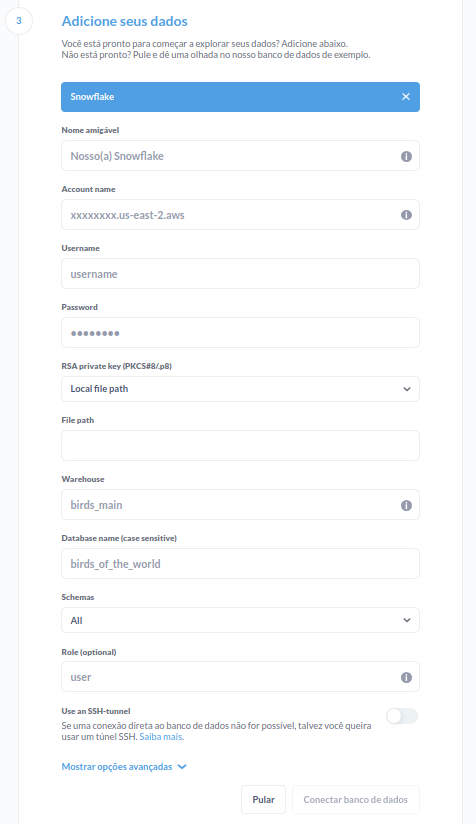 3
Adicione seus dados
Você está pronto para começar a explorar seus dados? Adicione abaixo.
Não está pronto? Pule e dê uma olhada no nosso banco de dados de exemplo.
Snowflake
Nome amigável
Nosso(a) Snowflake
Account name
xxxxxxxx.us-east-2.aws
Username
username
Password
●●●●●●●●
RSA private key (PKCS#8/.p8)
Local file path
File path
Warehouse
birds_main
Database name (case sensitive)
birds_of_the_world
Schemas
All
Role (optional)
user
Use an SSH-tunnel
Se uma conexão direta ao banco de dados não for possível, talvez você queira
usar um túnel SSH. Saiba mais.
Mostrar opções avançadas
Pular
Conectar banco de dados